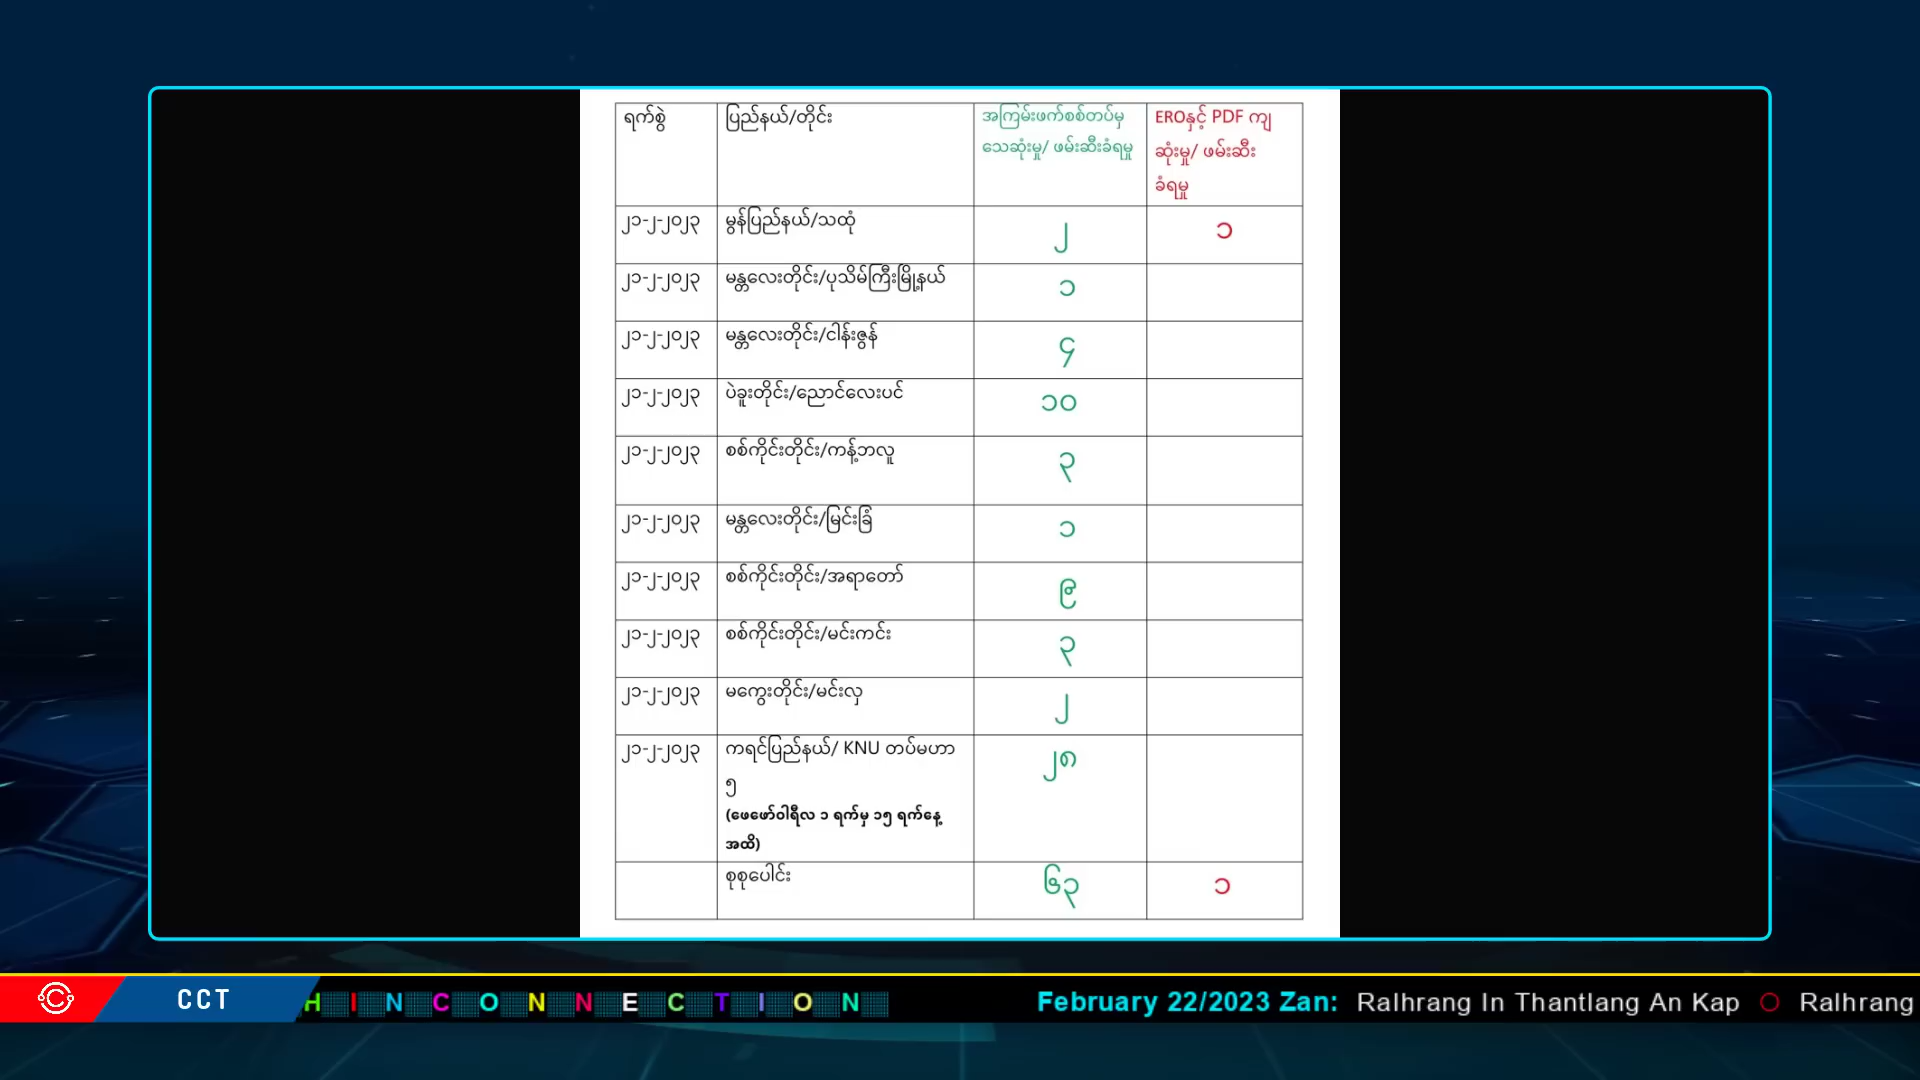 ရက်စွဲ
ပြည်နယ်/တိုင်း
အကြမ်းဖက်စစ်တပ်မှ
သေဆုံးမှု/ ဖမ်းဆီးခံရမှု
EROနှင့် PDF ကျ
ဆုံးမှု/ ဖမ်းဆီး
ခံရမှု
၂၁-၂-၂၀၂၃ မွန်ပြည်နယ်/သထုံ ၂ ၁
၂၁-၂-၂၀၂၃ မန္တလေးတိုင်း/ပုသိမ်ကြီးမြို့နယ် ၁
၂၁-၂-၂၀၂၃ မန္တလေးတိုင်း/ငါန်းဇွန် ၄
၂၁-၂-၂၀၂၃ ပဲခူးတိုင်း/ညောင်လေးပင် ၁၀
၂၁-၂-၂၀၂၃ စစ်ကိုင်းတိုင်း/ကန့်ဘလူ ၃
၂၁-၂-၂၀၂၃ မန္တလေးတိုင်း/မြင်းခြံ ၁
၂၁-၂-၂၀၂၃ စစ်ကိုင်းတိုင်း/အရာတော် ၉
၂၁-၂-၂၀၂၃ စစ်ကိုင်းတိုင်း/မင်းကင်း ၃
၂၁-၂-၂၀၂၃ မကွေးတိုင်း/မင်းလှ ၂
၂၁-၂-၂၀၂၃ ကရင်ပြည်နယ်/ KNU တပ်မဟာ ၂၈
၅
(ဖေဖော်ဝါရီလ ၁ ရက်မှ ၁၅ ရက်နေ့
အထိ)
စုစုပေါင်း ၆၃ ၁
CCT HINCONNECTION February 22/2023 Zan: Ralhrang In Thantlang An Kap Ralhrang